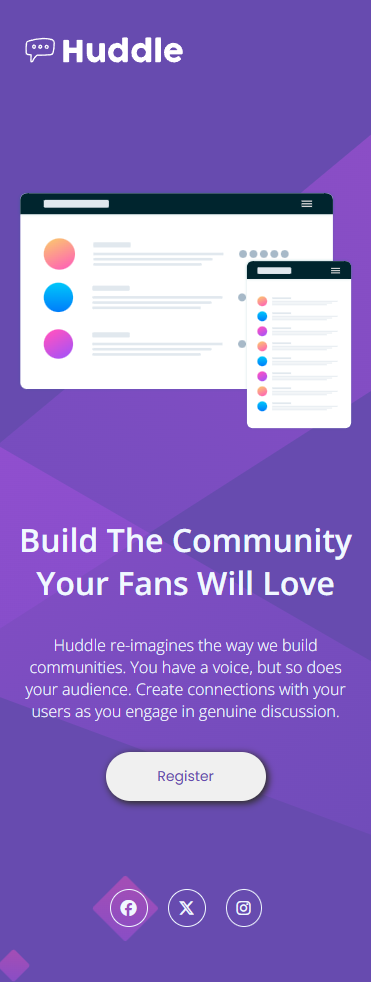 Huddle
Build The Community
Your Fans Will Love
Huddle re-imagines the way we build
communities. You have a voice, but so does
your audience. Create connections with your
users as you engage in genuine discussion.
Register